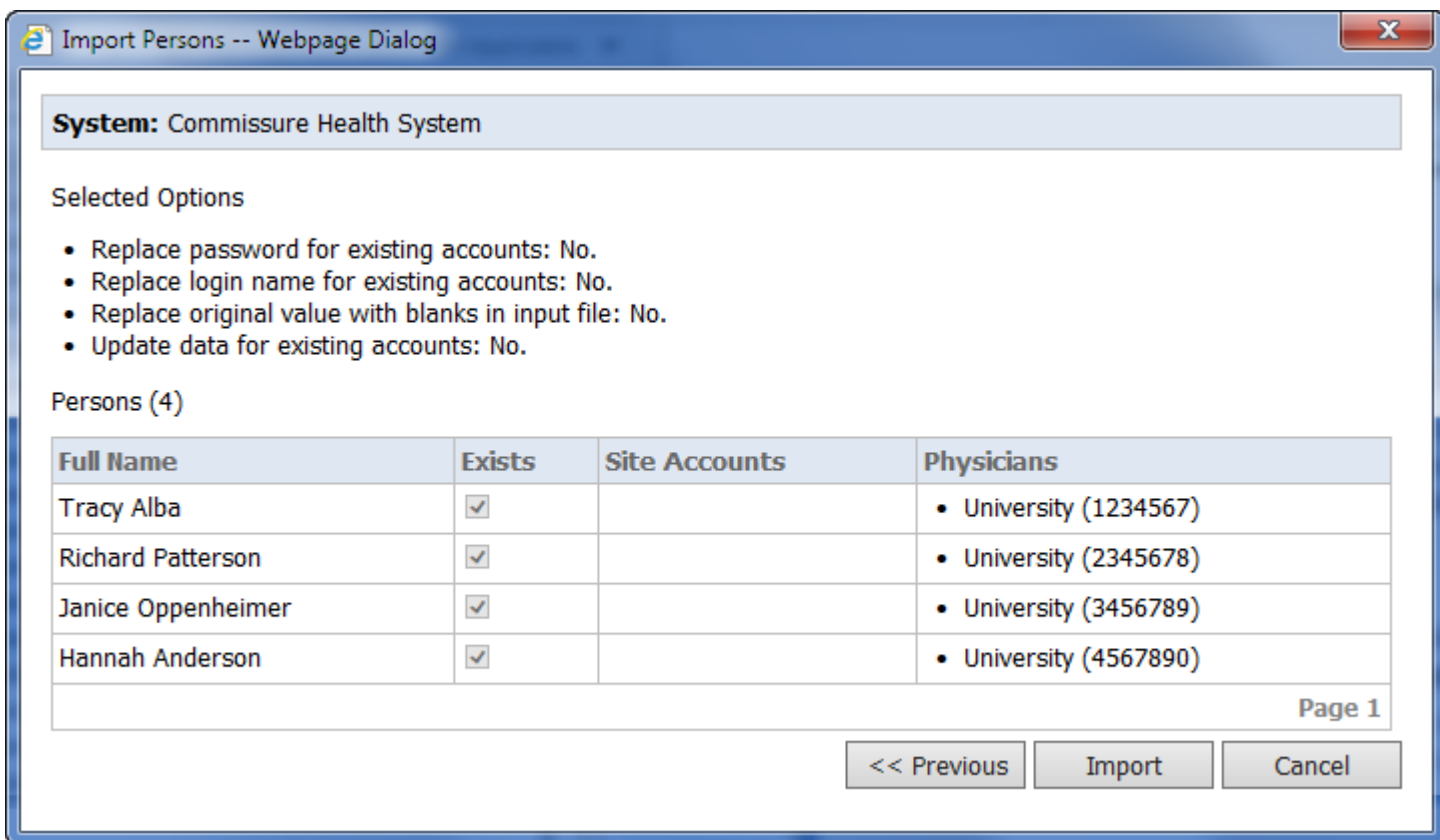 Import Persons -- Webpage Dialog
System: Commissure Health System
Selected Options
• Replace password for existing accounts: No.
• Replace login name for existing accounts: No.
• Replace original value with blanks in input file: No.
• Update data for existing accounts: No.
Persons (4)
Full Name Exists Site Accounts Physicians
Tracy Alba • University (1234567)
Richard Patterson • University (2345678)
Janice Oppenheimer • University (3456789)
Hannah Anderson • University (4567890)
Page 1
<< Previous Import Cancel